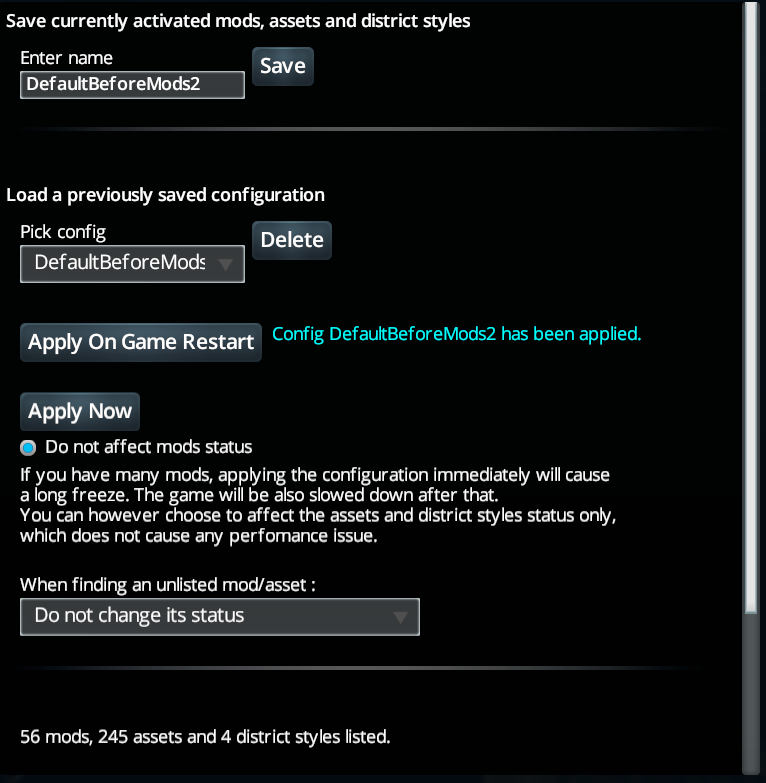 Save currently activated mods, assets and district styles
Enter name
DefaultBeforeMods2
Save
Load a previously saved configuration
Pick config
DefaultBeforeMods
Delete
Apply On Game Restart
Config DefaultBeforeMods2 has been applied.
Apply Now
Do not affect mods status
If you have many mods, applying the configuration immediately will cause
a long freeze. The game will be also slowed down after that.
You can however choose to affect the assets and district styles status only,
which does not cause any perfomance issue.
When finding an unlisted mod/asset :
Do not change its status
56 mods, 245 assets and 4 district styles listed.